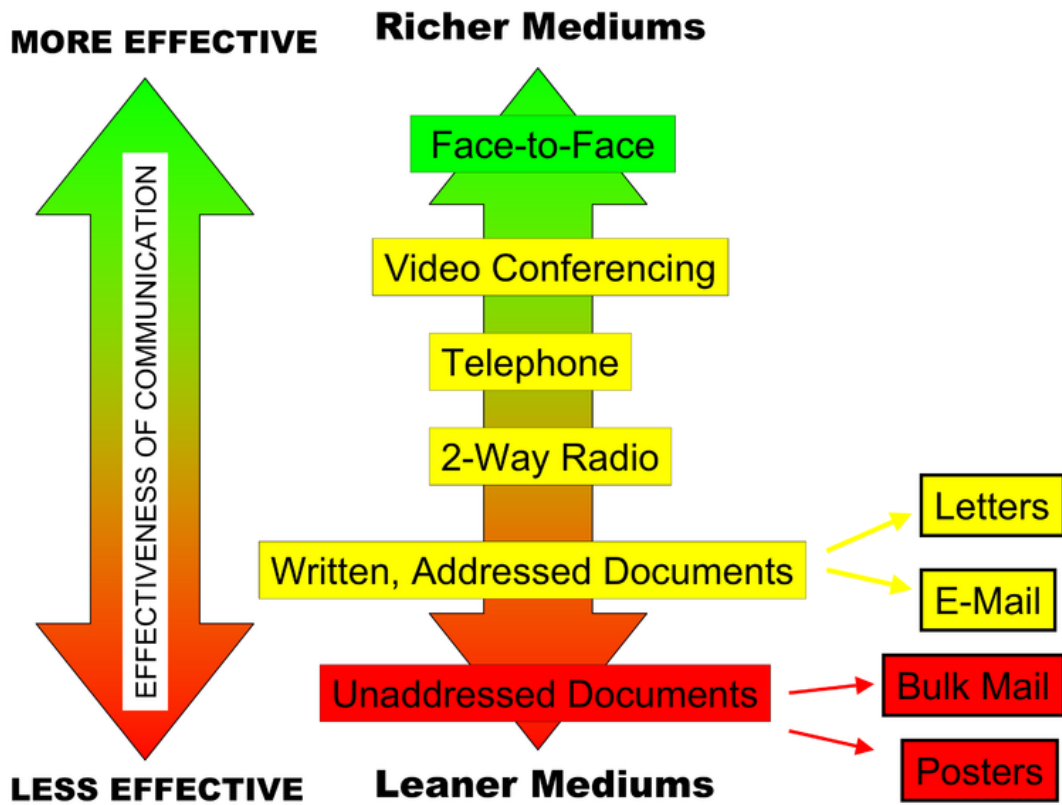 MORE EFFECTIVE
Richer Mediums
EFFECTIVENESS OF COMMUNICATION
Face-to-Face
Video Conferencing
Telephone
2-Way Radio
Written, Addressed Documents
Letters
E-Mail
Unaddressed Documents
Bulk Mail
Posters
LESS EFFECTIVE
Leaner Mediums